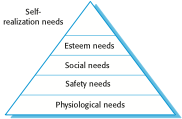 Self-
realization needs
Esteem needs
Social needs
Safety needs
Physiological needs